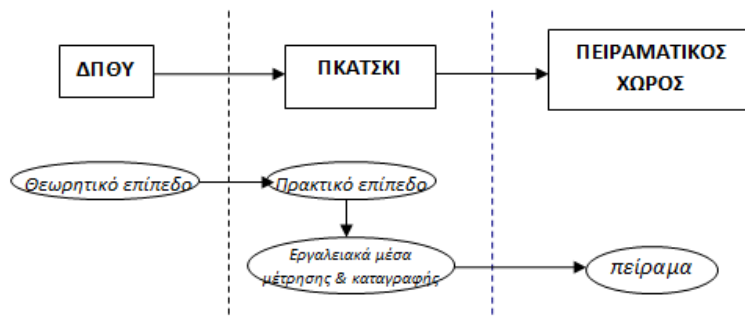 ΔΠΘΥ
ΠΚΑΤΣΚΙ
ΠΕΙΡΑΜΑΤΙΚΟΣ
ΧΩΡΟΣ
Θεωρητικό επίπεδο
Πρακτικό επίπεδο
Εργαλειακά μέσα
μέτρησης & καταγραφής
πείραμα